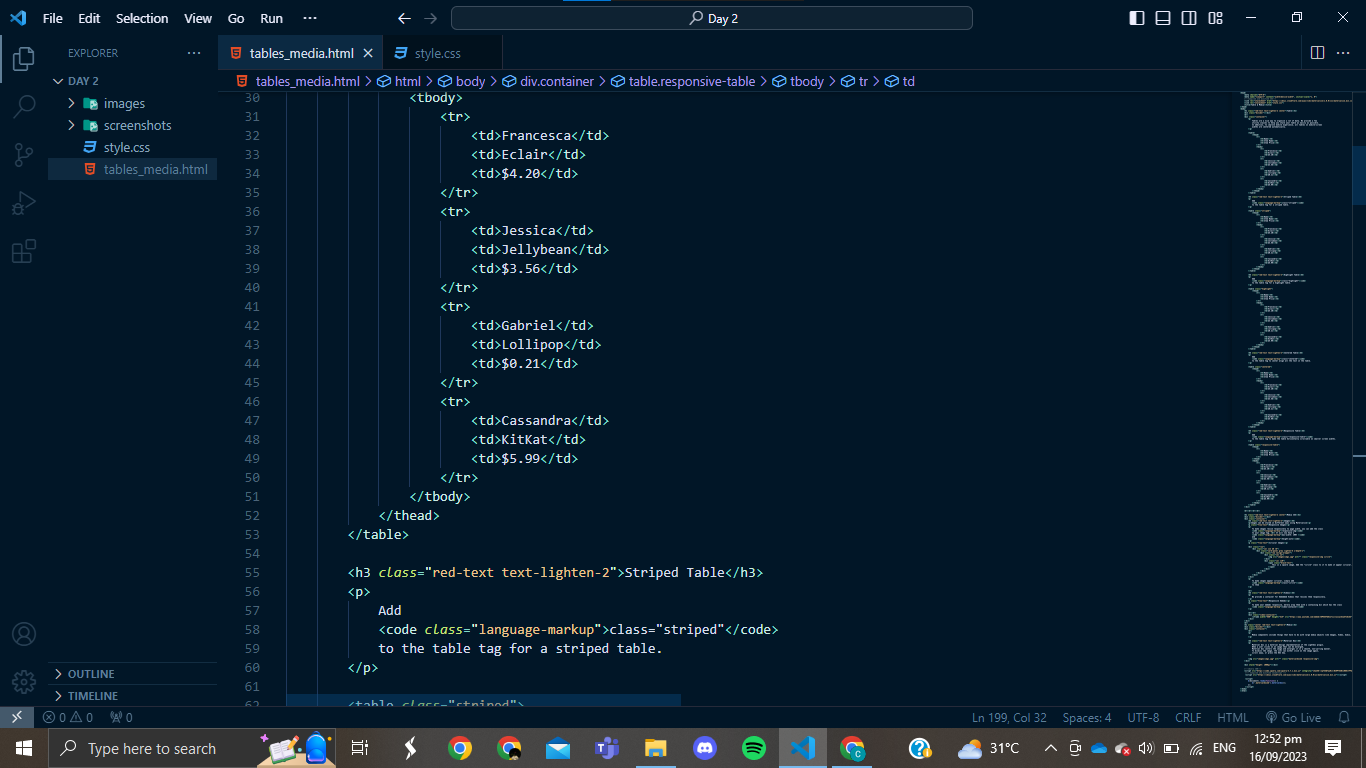 File Edit Selection View Go Run ··· Day 2
EXPLORER ···
tables_media.html
style.css
DAY 2
tables_media.html > html > body > div.container > table.responsive-table > tbody > tr > td
images
screenshots
style.css
tables_media.html
30 <tbody>
31 <tr>
32 <td>Francesca</td>
33 <td>Eclair</td>
34 <td>$4.20</td>
35 </tr>
36 <tr>
37 <td>Jessica</td>
38 <td>Jellybean</td>
39 <td>$3.56</td>
40 </tr>
41 <tr>
42 <td>Gabriel</td>
43 <td>Lollipop</td>
44 <td>$0.21</td>
45 </tr>
46 <tr>
47 <td>Cassandra</td>
48 <td>KitKat</td>
49 <td>$5.99</td>
50 </tr>
51 </tbody>
52 </thead>
53 </table>
54
55 <h3 class="red-text text-lighten-2">Striped Table</h3>
56 <p>
57 Add
58 <code class="language-markup">class="striped"</code>
59 to the table tag for a striped table.
60 </p>
61
62 <table class="striped">
OUTLINE
TIMELINE
0 0 0 Ln 199, Col 32 Spaces: 4 UTF-8 CRLF HTML Go Live
Type here to search
31°C
ENG
12:52 pm
16/09/2023